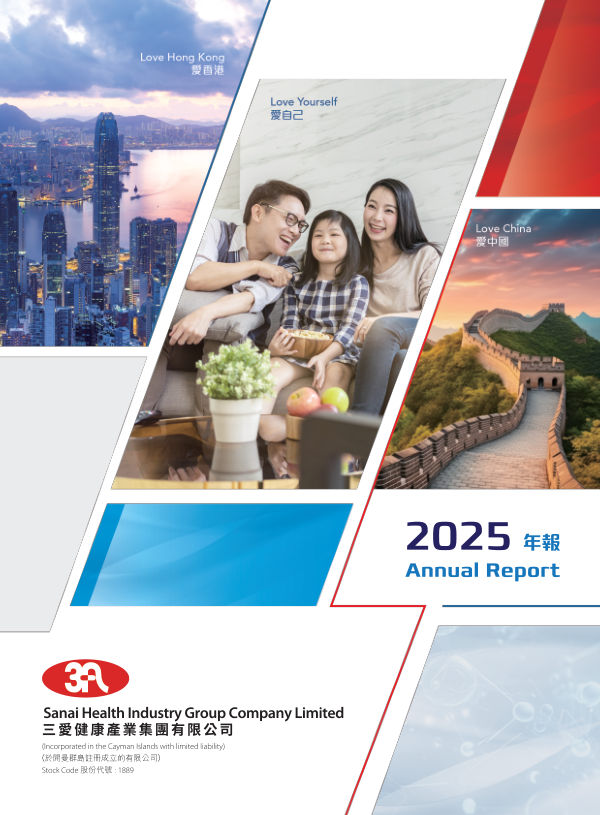 Love Hong Kong
愛香港
Love Yourself
愛自己
Love China
愛中國
2025 年報
Annual Report
Sanai Health Industry Group Company Limited
三愛健康產業集團有限公司
(Incorporated in the Cayman Islands with limited liability)
(於開曼群島註冊成立的有限公司)
Stock Code 股份代號 : 1889